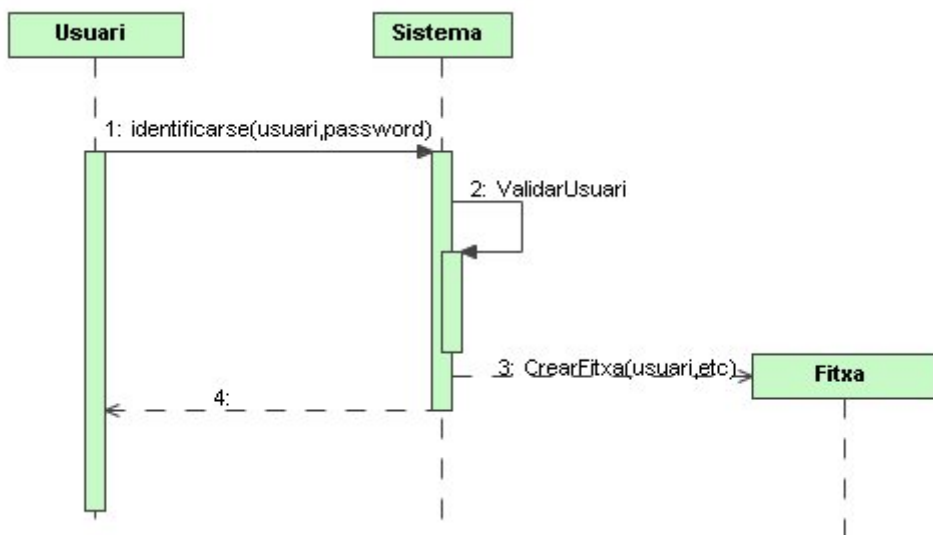 Usuari
Sistema
1: identificarse(usuari,password)
2: ValidarUsuari
3: CrearFitxa(usuari,etc)
Fitxa
4: